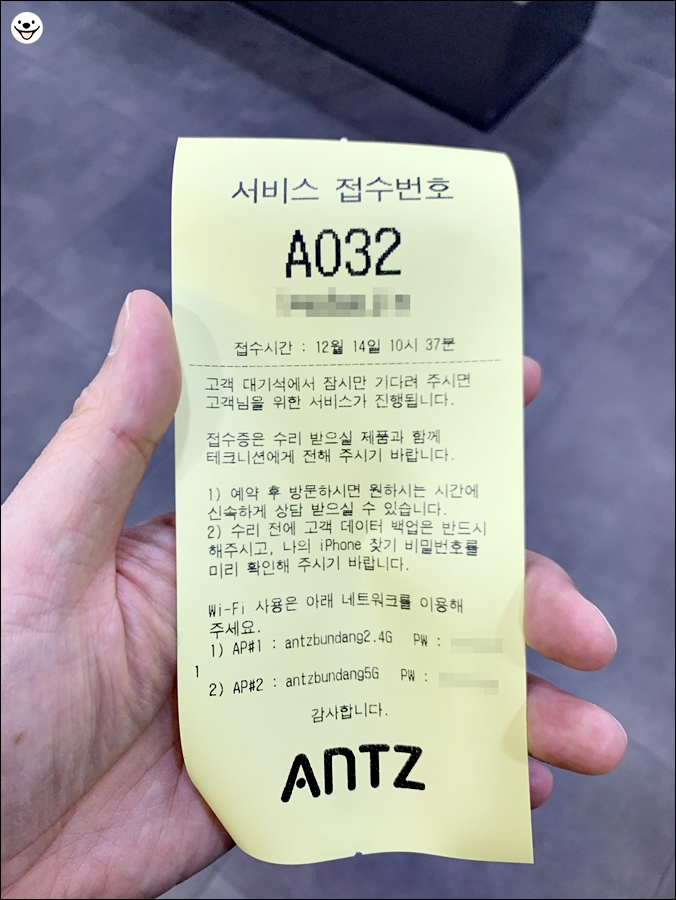 서비스 접수번호
A032
접수시간 : 12월 14일 10시 37분
고객 대기석에서 잠시만 기다려 주시면
고객님을 위한 서비스가 진행됩니다.
접수증은 수리 받으실 제품과 함께
테크니션에게 전해 주시기 바랍니다.
1) 예약 후 방문하시면 원하시는 시간에
신속하게 상담 받으실 수 있습니다.
2) 수리 전에 고객 데이터 백업은 반드시
해주시고, 나의 iPhone 찾기 비밀번호를
미리 확인해 주시기 바랍니다.
Wi-Fi 사용은 아래 네트워크를 이용해
주세요.
1) AP#1 : antzbundang2.4G PW :
1
2) AP#2 : antzbundang5G PW :
감사합니다.
ANTZ